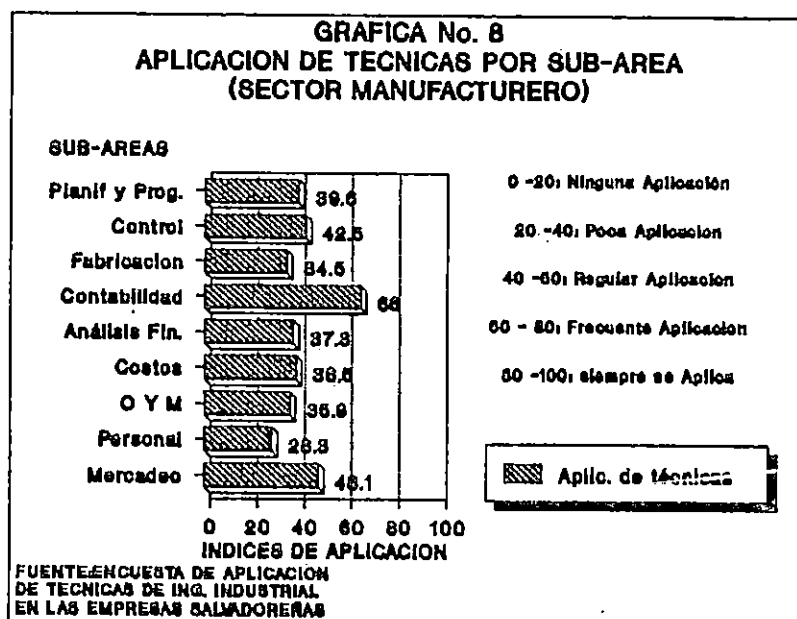 GRAFICA No. 8
APLICACION DE TECNICAS POR SUB-AREA
(SECTOR MANUFACTURERO)
SUB-AREAS
Planif y Prog. 39.6
Control 42.5
Fabricacion 34.5
Contabilidad 66
Análisis Fin. 37.3
Costos 38.5
O Y M 35.9
Personal 28.3
Mercadeo 48.1
0 20 40 60 80 100
INDICES DE APLICACION
0 -20: Ninguna Aplicación
20 -40: Poca Aplicacion
40 -60: Regular Aplicacion
60 - 80: Frecuente Aplicacion
80 -100: siempre se Aplica
Aplic. de técnicas
FUENTE:ENCUESTA DE APLICACION
DE TECNICAS DE ING. INDUSTRIAL
EN LAS EMPRESAS SALVADOREÑAS